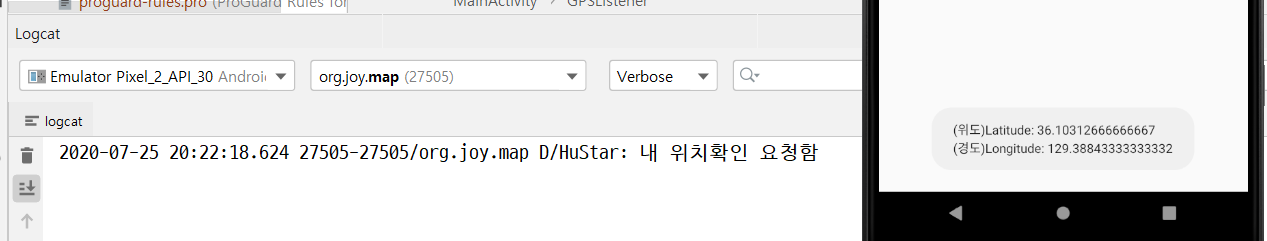 proguard-rules.pro (ProGuard Rules for
MainActivity > GPSListener
Logcat
Emulator Pixel_2_API_30 Androi
org.joy.map (27505)
Verbose
logcat
2020-07-25 20:22:18.624 27505-27505/org.joy.map D/HuStar: 내 위치확인 요청함
(위도)Latitude: 36.10312666666667
(경도)Longitude: 129.38843333333332